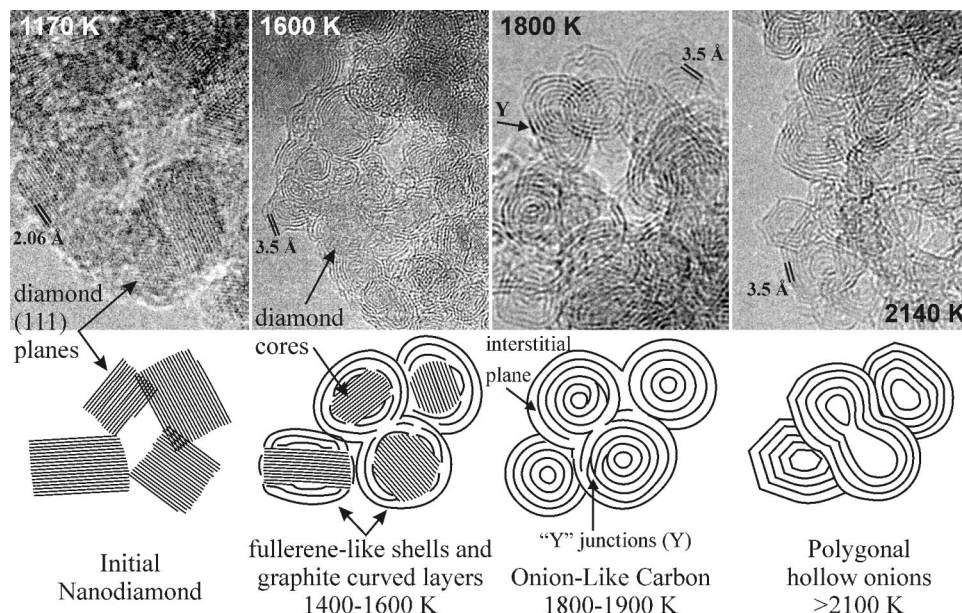 1170 K
1600 K
1800 K
2140 K
2.06 Å
3.5 Å
Y
3.5 Å
3.5 Å
diamond
(111)
planes
diamond
cores
interstitial
plane
"Y" junctions (Y)
Initial
Nanodiamond
fullerene-like shells and
graphite curved layers
1400-1600 K
Onion-Like Carbon
1800-1900 K
Polygonal
hollow onions
>2100 K